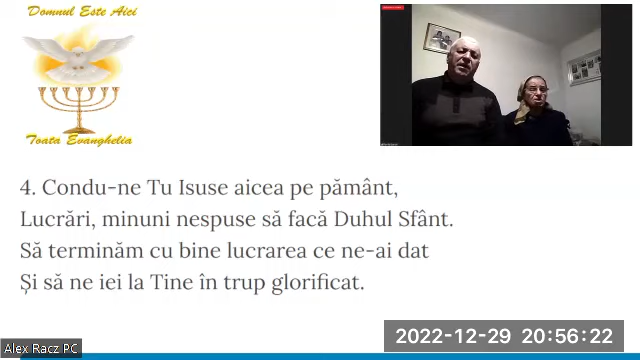 Domnul Este Aici
Toata Evanghelia
4. Condu-ne Tu Isuse aicea pe pământ,
Lucrări, minuni nespuse să facă Duhul Sfânt.
Să terminăm cu bine lucrarea ce ne-ai dat
Și să ne iei la Tine în trup glorificat.
Alex Racz PC
2022-12-29 20:56:22